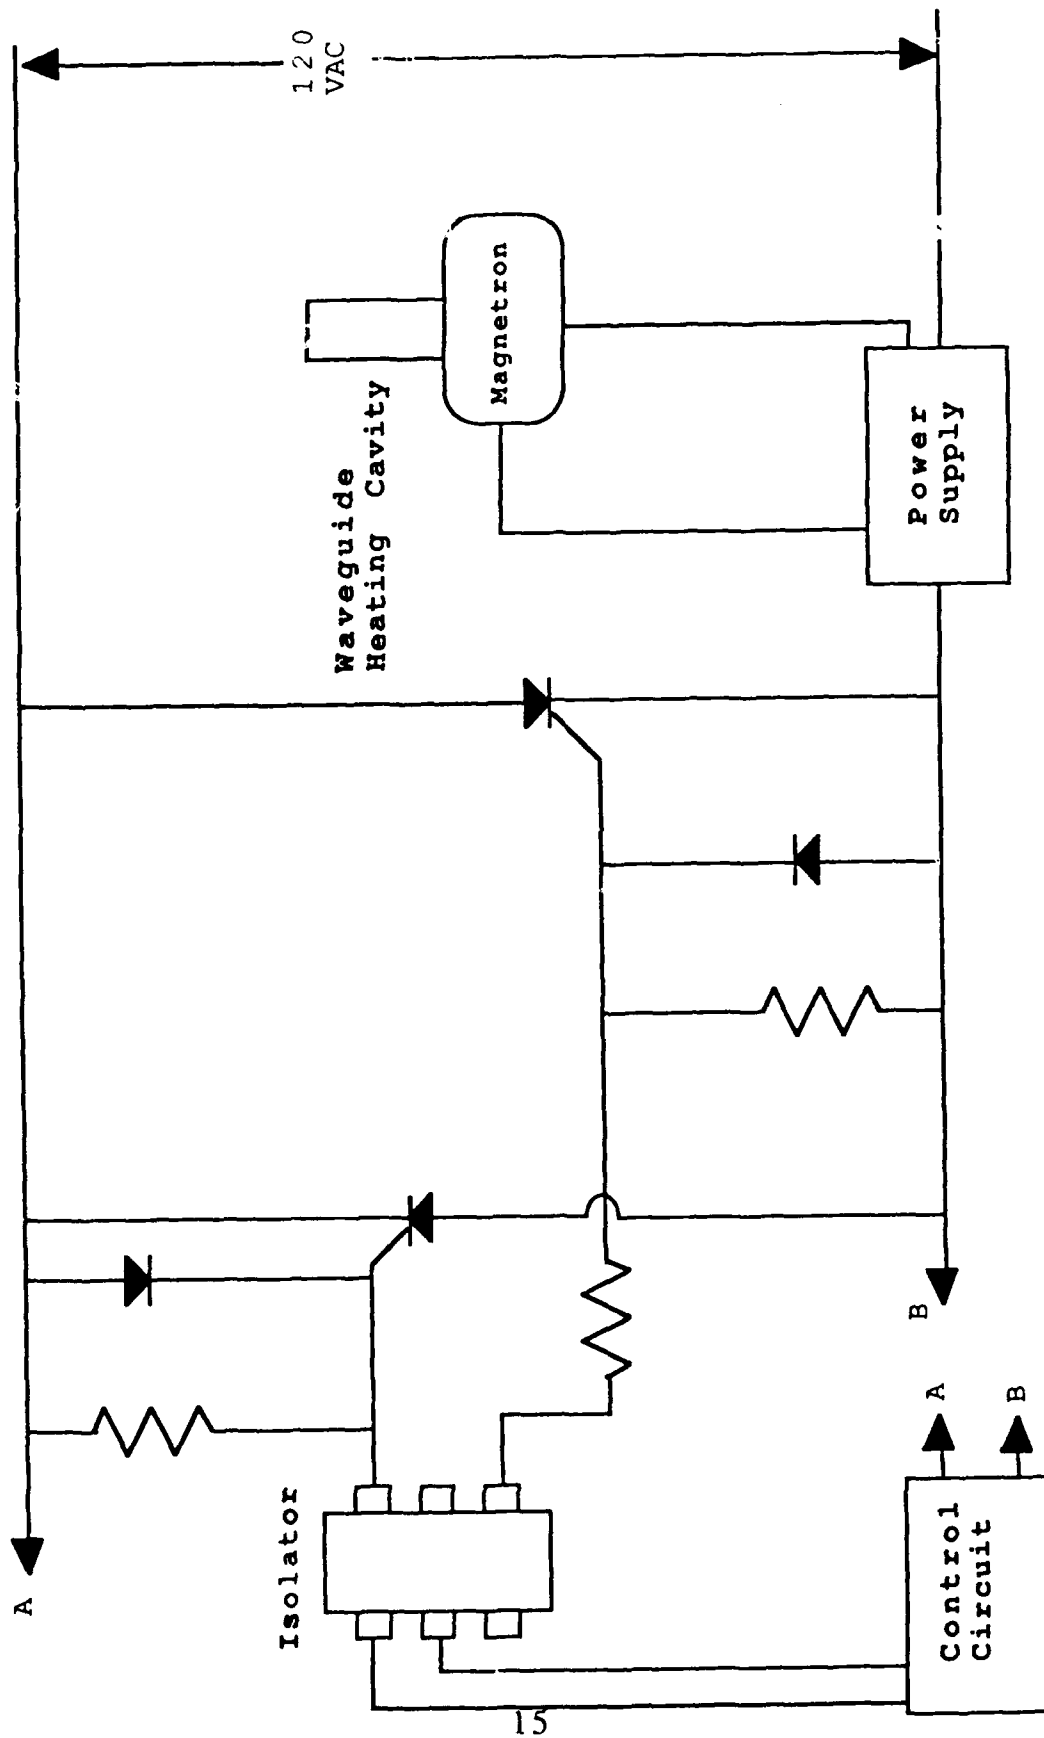 120
VAC
Magnetron
Waveguide
Heating Cavity
Power
Supply
B
A
Isolator
A
B
Control
Circuit
15